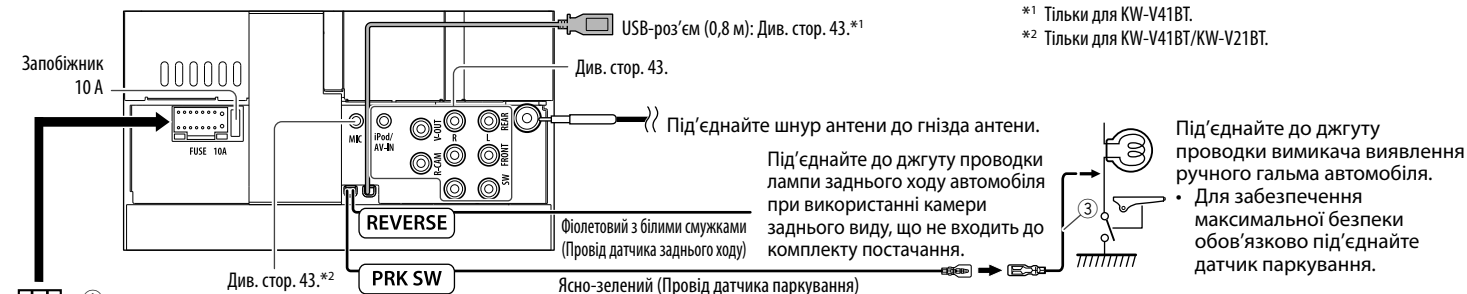 USB-роз’єм (0,8 м): Див. стор. 43.*1
*1 Тільки для KW-V41BT.
*2 Тільки для KW-V41BT/KW-V21BT.
Запобіжник
10 A
Див. стор. 43.
FUSE 10A
MIC
iPod/
AV-IN
V-OUT
R-CAM
R
L
REAR
FRONT
SW
Під’єднайте шнур антени до гнізда антени.
Під’єднайте до джгуту проводки
лампи заднього ходу автомобіля
при використанні камери
заднього виду, що не входить до
комплекту постачання.
Під’єднайте до джгуту
проводки вимикача виявлення
ручного гальма автомобіля.
• Для забезпечення
максимальної безпеки
обов’язково під’єднайте
датчик паркування.
③
REVERSE
Фіолетовий з білими смужками
(Провід датчика заднього ходу)
Див. стор. 43.*2
PRK SW
Ясно-зелений (Провід датчика паркування)